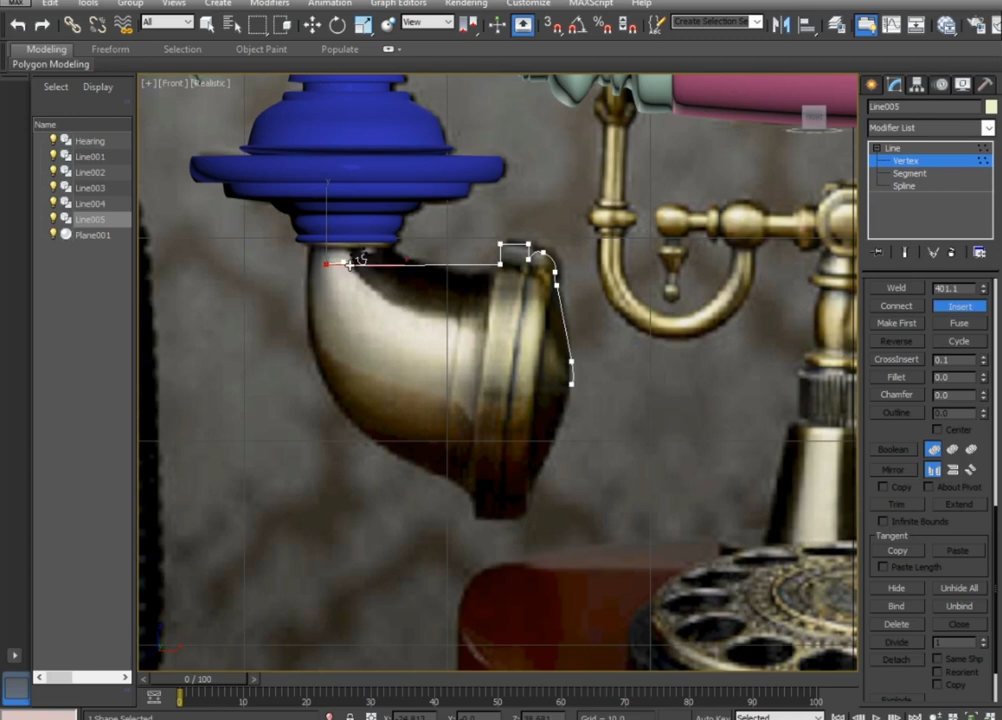 MAX Edit Tools Group Views Create Modifiers Animation Graph Editors Rendering Customize MAXScript Help
All View Create Selection Se
Modeling Freeform Selection Object Paint Populate
Polygon Modeling
Select Display
Name
Hearing
Line001
Line002
Line003
Line004
Line005
Plane001
[+] [Front] [Realistic]
Line005
Modifier List
Line
Vertex
Segment
Spline
Weld 401.1
Connect Insert
Make First Fuse
Reverse Cycle
CrossInsert 0.1
Fillet 0.0
Chamfer 0.0
Outline 0.0
Center
Boolean
Mirror
Copy About Pivot
Trim Extend
Infinite Bounds
Tangent
Copy Paste
Paste Length
Hide Unhide All
Bind Unbind
Delete Close
Divide 1
Detach Same Shp
Reorient
Copy
0 / 100
0 10 20 30 40 50 60 70 80 90 100
1 Shape Selected Grid = 10.0 Auto Key Selected